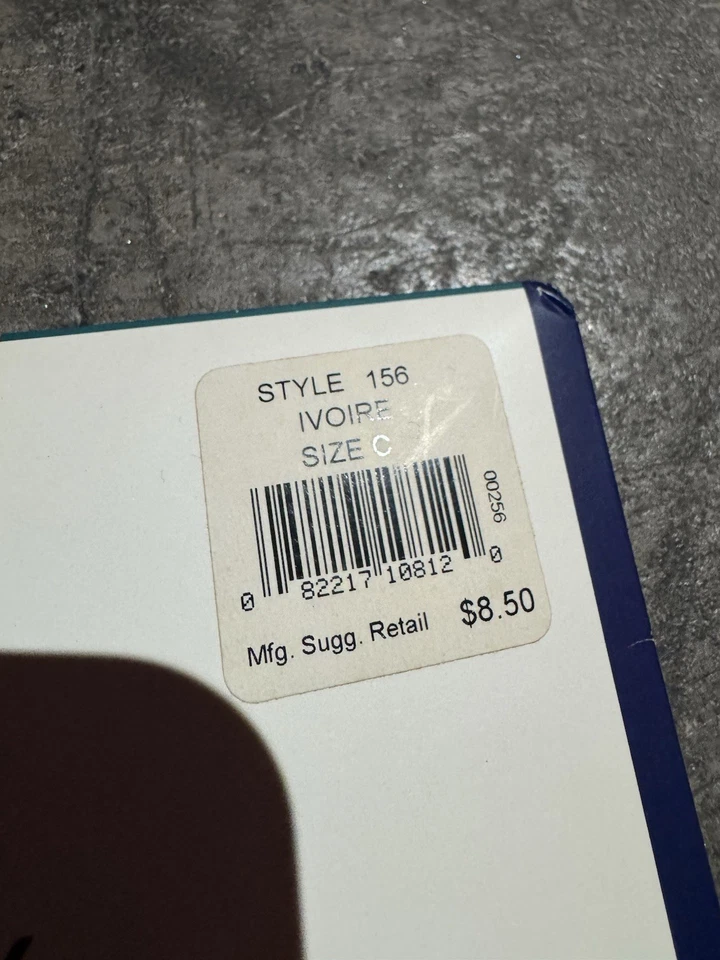 STYLE 156
IVOIRE
SIZE C
00256
0 82217 10812 0
Mfg. Sugg. Retail $8.50